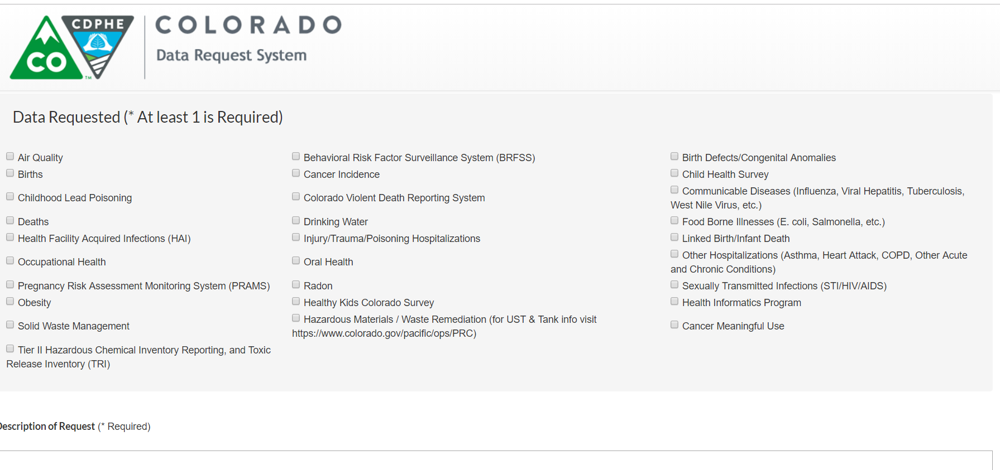 CDPHE
CO
TM
COLORADO
Data Request System
Data Requested (* At least 1 is Required)
Air Quality
Behavioral Risk Factor Surveillance System (BRFSS)
Birth Defects/Congenital Anomalies
Births
Cancer Incidence
Child Health Survey
Childhood Lead Poisoning
Colorado Violent Death Reporting System
Communicable Diseases (Influenza, Viral Hepatitis, Tuberculosis,
West Nile Virus, etc.)
Deaths
Drinking Water
Food Borne Illnesses (E. coli, Salmonella, etc.)
Health Facility Acquired Infections (HAI)
Injury/Trauma/Poisoning Hospitalizations
Linked Birth/Infant Death
Occupational Health
Oral Health
Other Hospitalizations (Asthma, Heart Attack, COPD, Other Acute
and Chronic Conditions)
Pregnancy Risk Assessment Monitoring System (PRAMS)
Radon
Sexually Transmitted Infections (STI/HIV/AIDS)
Obesity
Healthy Kids Colorado Survey
Health Informatics Program
Solid Waste Management
Hazardous Materials / Waste Remediation (for UST & Tank info visit
https://www.colorado.gov/pacific/ops/PRC)
Cancer Meaningful Use
Tier II Hazardous Chemical Inventory Reporting, and Toxic
Release Inventory (TRI)
Description of Request (* Required)